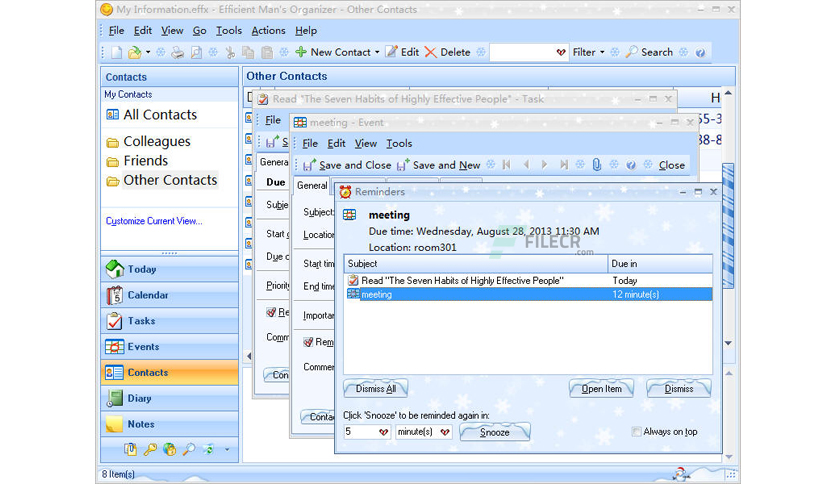 My Information.effx - Efficient Man's Organizer - Other Contacts
File Edit View Go Tools Actions Help
New Contact Edit Delete Filter Search
Contacts
My Contacts
All Contacts
Colleagues
Friends
Other Contacts
Customize Current View...
Today
Calendar
Tasks
Events
Contacts
Diary
Notes
8 Item(s)
Other Contacts
H
55-3
38-8
Read "The Seven Habits of Highly Effective People" - Task
File
S
General
Due
Subje
Start d
Due d
Priority
Re
Comm
Con
meeting - Event
File Edit View Tools
Save and Close Save and New Close
General
Subject
Location
Start time
End time
Importan
Rem
Commer
Conta
Reminders
meeting
Due time: Wednesday, August 28, 2013 11:30 AM
Location: room301
FILECR
.com
Subject Due in
Read "The Seven Habits of Highly Effective People" Today
meeting 12 minute(s)
Dismiss All Open Item Dismiss
Click 'Snooze' to be reminded again in:
5 minute(s) Snooze Always on top